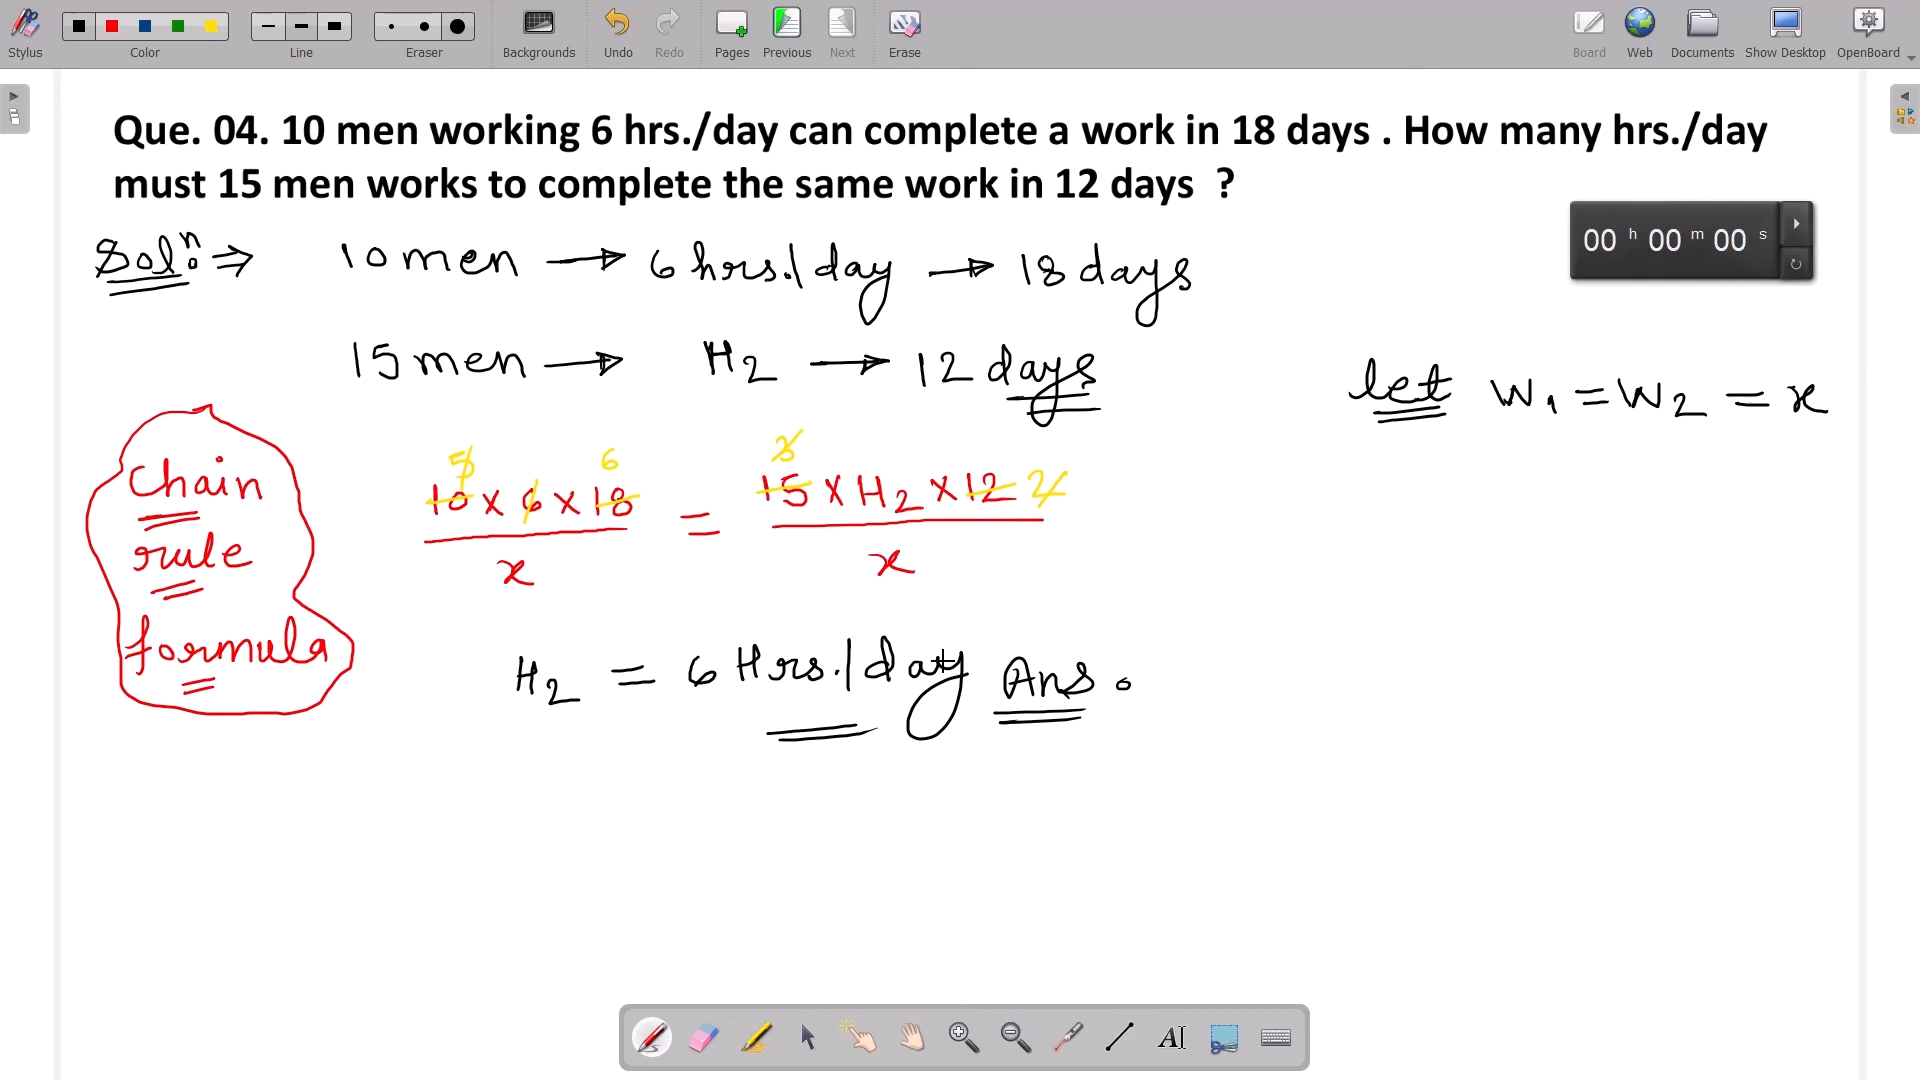 Stylus Color Line Eraser Backgrounds Undo Redo Pages Previous Next Erase Board Web Documents Show Desktop OpenBoard
Que. 04. 10 men working 6 hrs./day can complete a work in 18 days . How many hrs./day
must 15 men works to complete the same work in 12 days ?
00 h 00 m 00 s
Solⁿ: ⇒ 10 men → 6 hrs./day → 18 days
15 men → H₂ → 12 days
let W₁ = W₂ = x
Chain
rule
formula
5 6 3
10 x 6 x 18 = 15 x H₂ x 12 2
x x
H₂ = 6 Hrs./day Ans.
AI